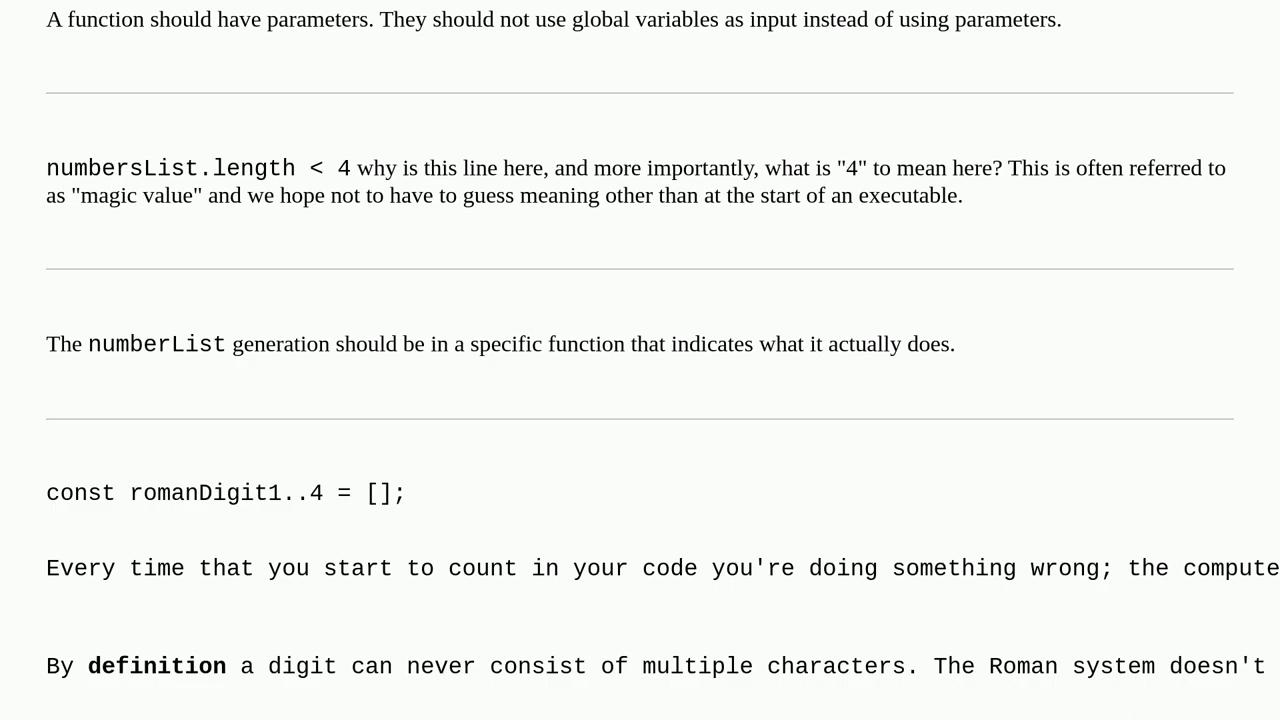 A function should have parameters. They should not use global variables as input instead of using parameters.
numbersList.length < 4 why is this line here, and more importantly, what is "4" to mean here? This is often referred to
as "magic value" and we hope not to have to guess meaning other than at the start of an executable.
The numberList generation should be in a specific function that indicates what it actually does.
const romanDigit1..4 = [];
Every time that you start to count in your code you're doing something wrong; the compute
By definition a digit can never consist of multiple characters. The Roman system doesn't